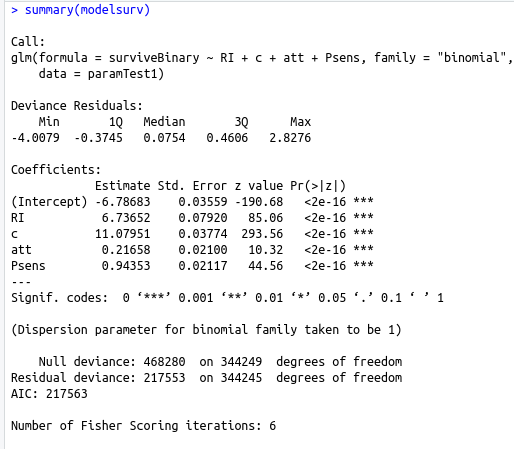 > summary(modelsurv)
Call:
glm(formula = surviveBinary ~ RI + c + att + Psens, family = "binomial",
    data = paramTest1)
Deviance Residuals:
    Min       1Q   Median       3Q      Max
-4.0079  -0.3745   0.0754   0.4606   2.8276
Coefficients:
            Estimate Std. Error z value Pr(>|z|)
(Intercept) -6.78683    0.03559 -190.68   <2e-16 ***
RI           6.73652    0.07920   85.06   <2e-16 ***
c           11.07951    0.03774  293.56   <2e-16 ***
att          0.21658    0.02100   10.32   <2e-16 ***
Psens        0.94353    0.02117   44.56   <2e-16 ***
---
Signif. codes:  0 ‘***’ 0.001 ‘**’ 0.01 ‘*’ 0.05 ‘.’ 0.1 ‘ ’ 1
(Dispersion parameter for binomial family taken to be 1)
    Null deviance: 468280  on 344249  degrees of freedom
Residual deviance: 217553  on 344245  degrees of freedom
AIC: 217563
Number of Fisher Scoring iterations: 6